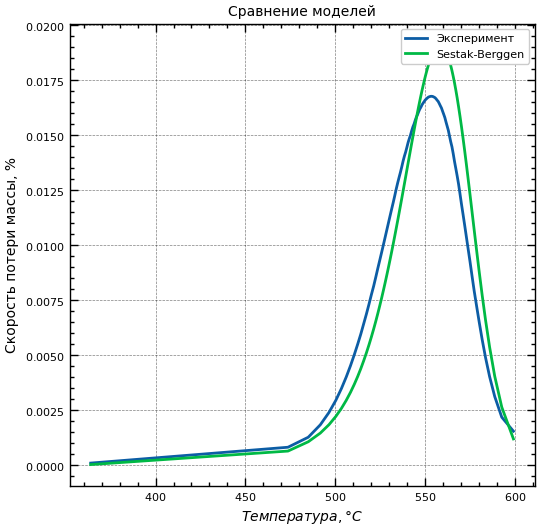 Сравнение моделей
Эксперимент
Sestak-Berggen
Скорость потери массы, %
0.0200
0.0175
0.0150
0.0125
0.0100
0.0075
0.0050
0.0025
0.0000
400 450 500 550 600
Температура, °C